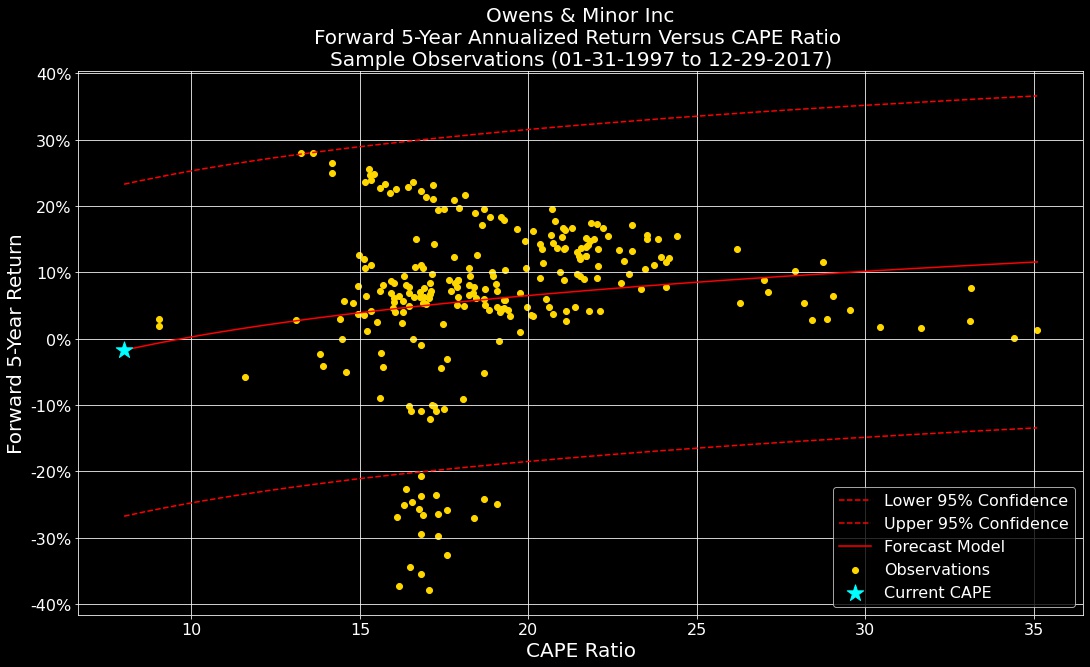 Owens & Minor Inc
Forward 5-Year Annualized Return Versus CAPE Ratio
Sample Observations (01-31-1997 to 12-29-2017)
Forward 5-Year Return
40%
30%
20%
10%
0%
-10%
-20%
-30%
-40%
Lower 95% Confidence
Upper 95% Confidence
Forecast Model
Observations
Current CAPE
10
15
20
25
30
35
CAPE Ratio